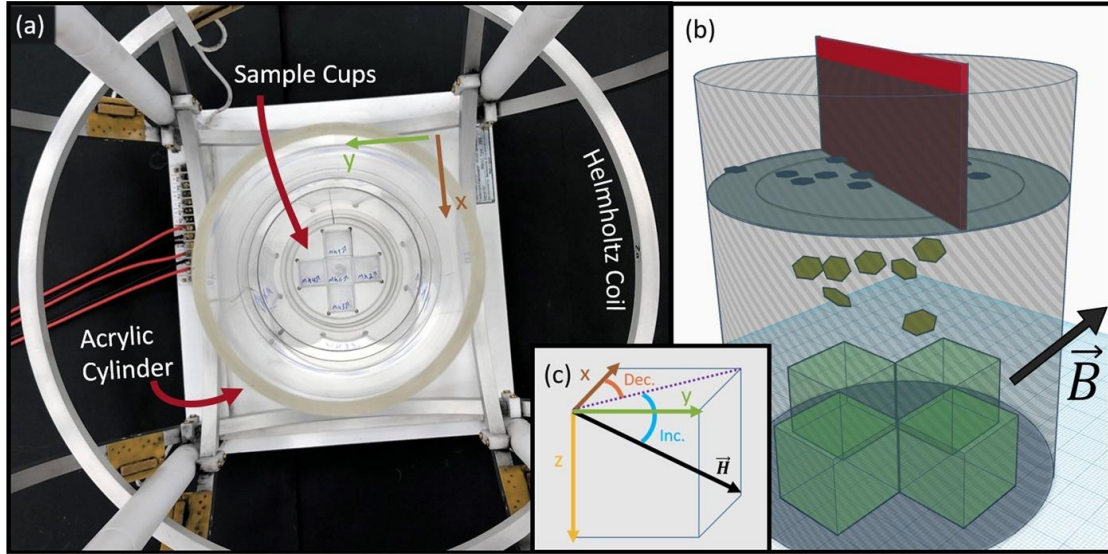 (a)
Sample Cups
y
x
Helmholtz Coil
Acrylic
Cylinder
(b)
B
(c)
x
Dec.
y
Inc.
z
H